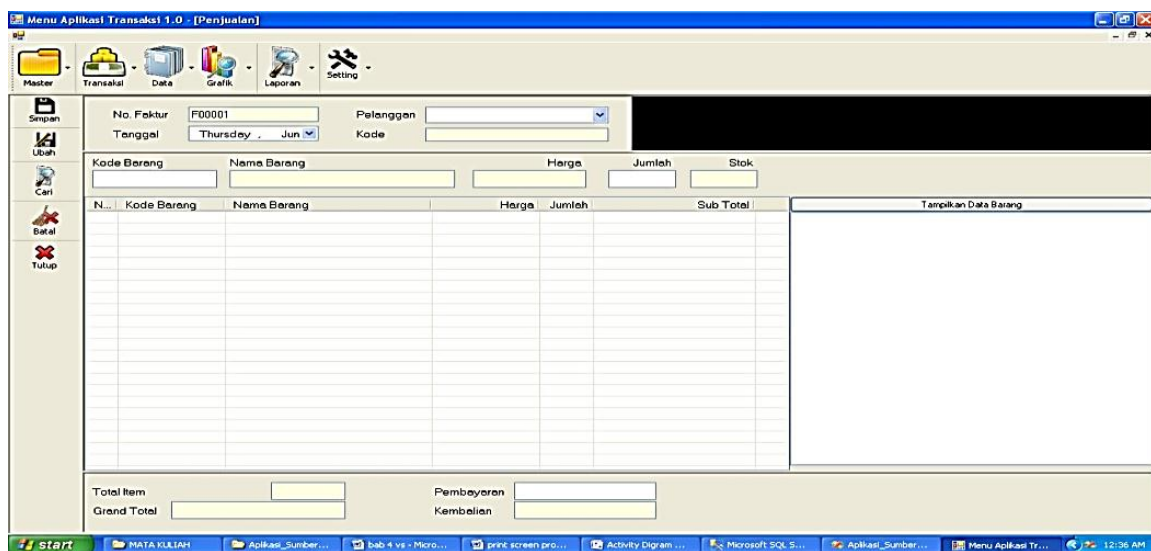 Menu Aplikasi Transaksi 1.0 - [Penjualan]
Master Transaksi Data Grafik Laporan Setting
Simpan
Ubah
Cari
Batal
Tutup
No. Faktur F00001 Pelanggan
Tanggal Thursday , Jun Kode
Kode Barang Nama Barang Harga Jumlah Stok
N... Kode Barang Nama Barang Harga Jumlah Sub Total Tampilkan Data Barang
Total Item Pembayaran
Grand Total Kembalian
start MATA KULIAH Aplikasi_Sumber... bab 4 vs - Micro... print screen pro... Activity Digram ... Microsoft SQL S... Aplikasi_Sumber... Menu Aplikasi Tr... 12:36 AM